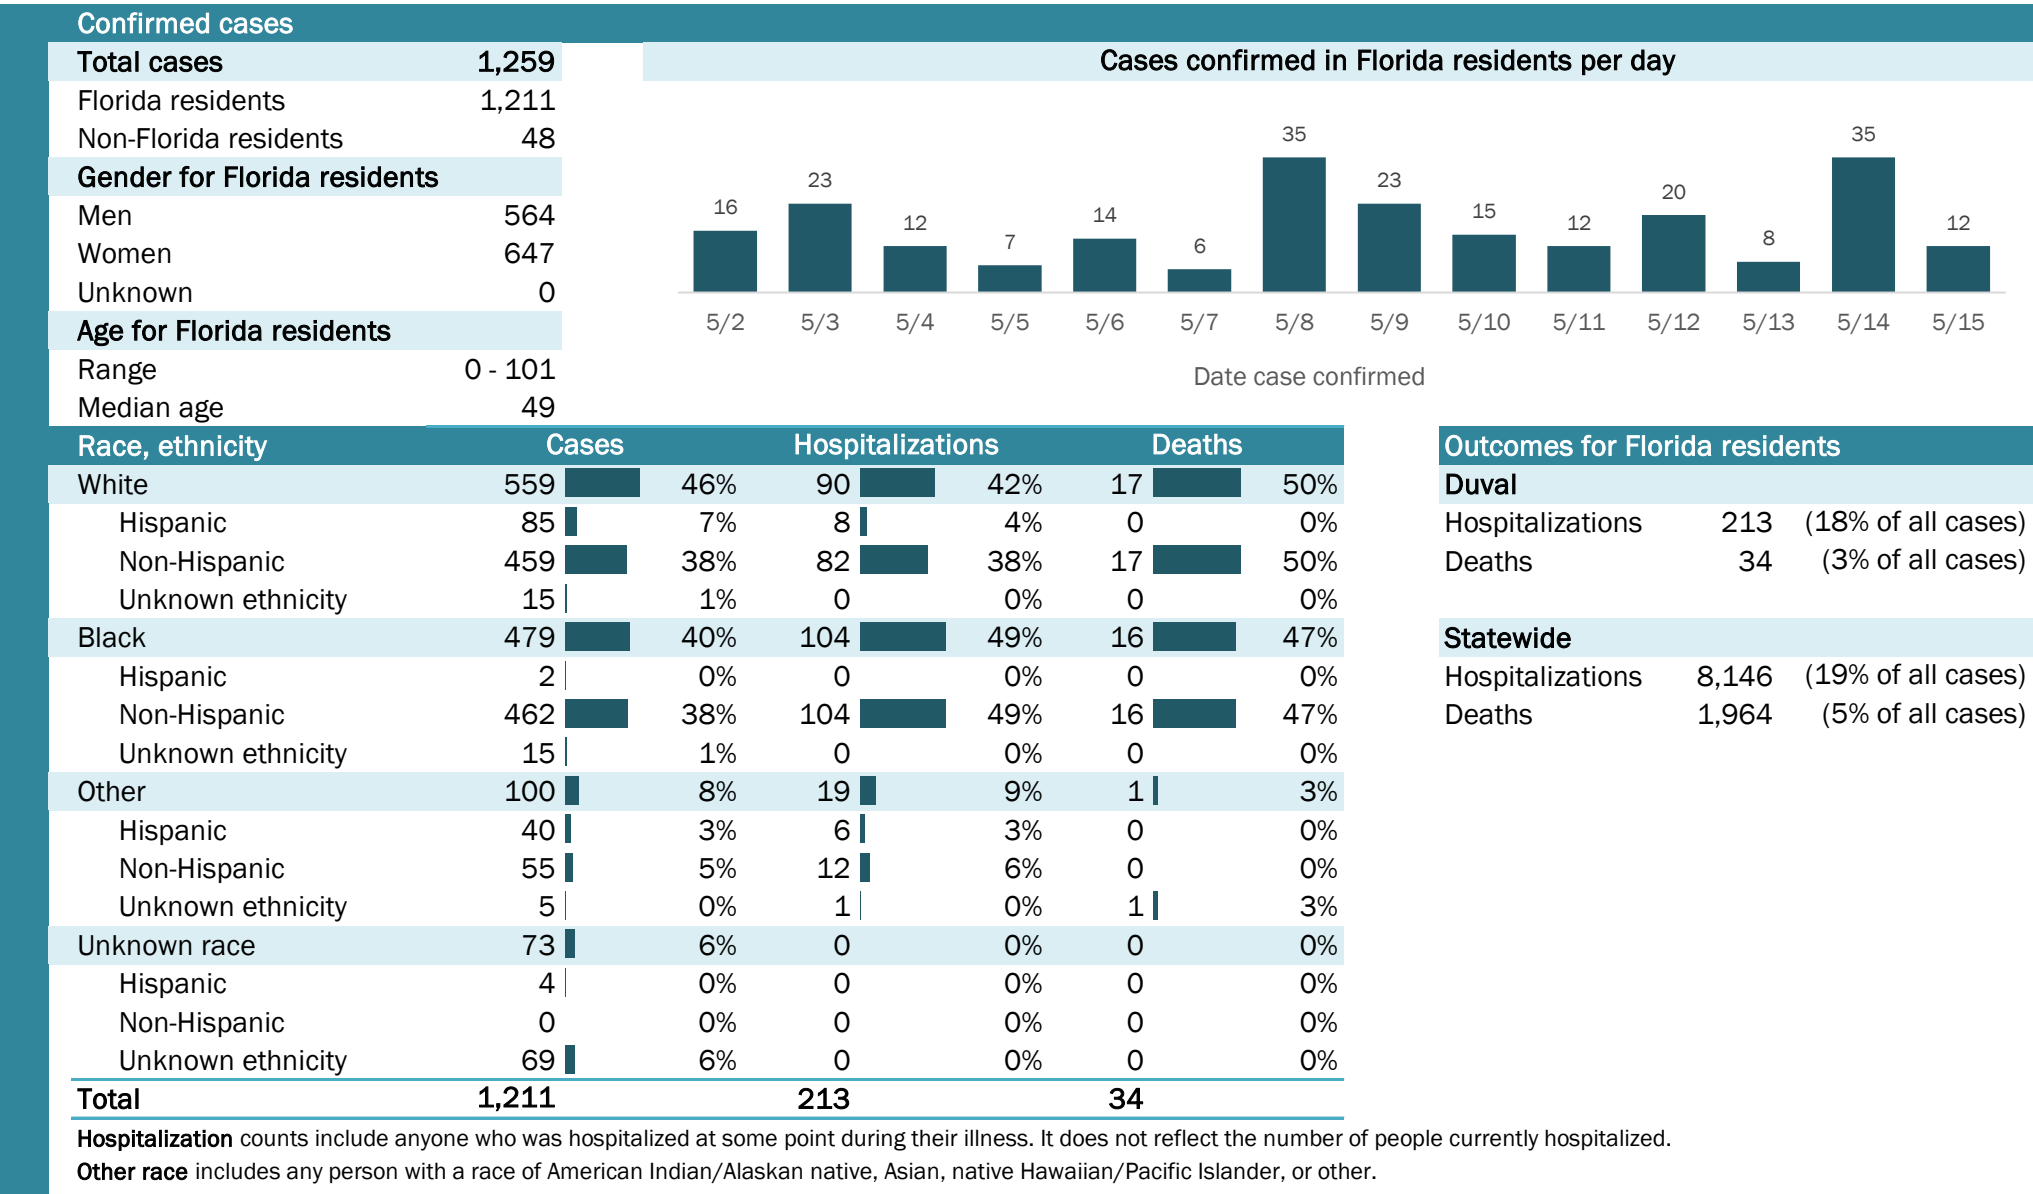 Confirmed cases
Total cases 1,259
Florida residents 1,211
Non-Florida residents 48
Gender for Florida residents
Men 564
Women 647
Unknown 0
Age for Florida residents
Range 0 - 101
Median age 49
Cases confirmed in Florida residents per day
16 23 12 7 14 6 35 23 15 12 20 8 35 12
5/2 5/3 5/4 5/5 5/6 5/7 5/8 5/9 5/10 5/11 5/12 5/13 5/14 5/15
Date case confirmed
Race, ethnicity Cases Hospitalizations Deaths
White 559 46% 90 42% 17 50%
Hispanic 85 7% 8 4% 0 0%
Non-Hispanic 459 38% 82 38% 17 50%
Unknown ethnicity 15 1% 0 0% 0 0%
Black 479 40% 104 49% 16 47%
Hispanic 2 0% 0 0% 0 0%
Non-Hispanic 462 38% 104 49% 16 47%
Unknown ethnicity 15 1% 0 0% 0 0%
Other 100 8% 19 9% 1 3%
Hispanic 40 3% 6 3% 0 0%
Non-Hispanic 55 5% 12 6% 0 0%
Unknown ethnicity 5 0% 1 0% 1 3%
Unknown race 73 6% 0 0% 0 0%
Hispanic 4 0% 0 0% 0 0%
Non-Hispanic 0 0% 0 0% 0 0%
Unknown ethnicity 69 6% 0 0% 0 0%
Total 1,211 213 34
Outcomes for Florida residents
Duval
Hospitalizations 213 (18% of all cases)
Deaths 34 (3% of all cases)
Statewide
Hospitalizations 8,146 (19% of all cases)
Deaths 1,964 (5% of all cases)
Hospitalization counts include anyone who was hospitalized at some point during their illness. It does not reflect the number of people currently hospitalized.
Other race includes any person with a race of American Indian/Alaskan native, Asian, native Hawaiian/Pacific Islander, or other.